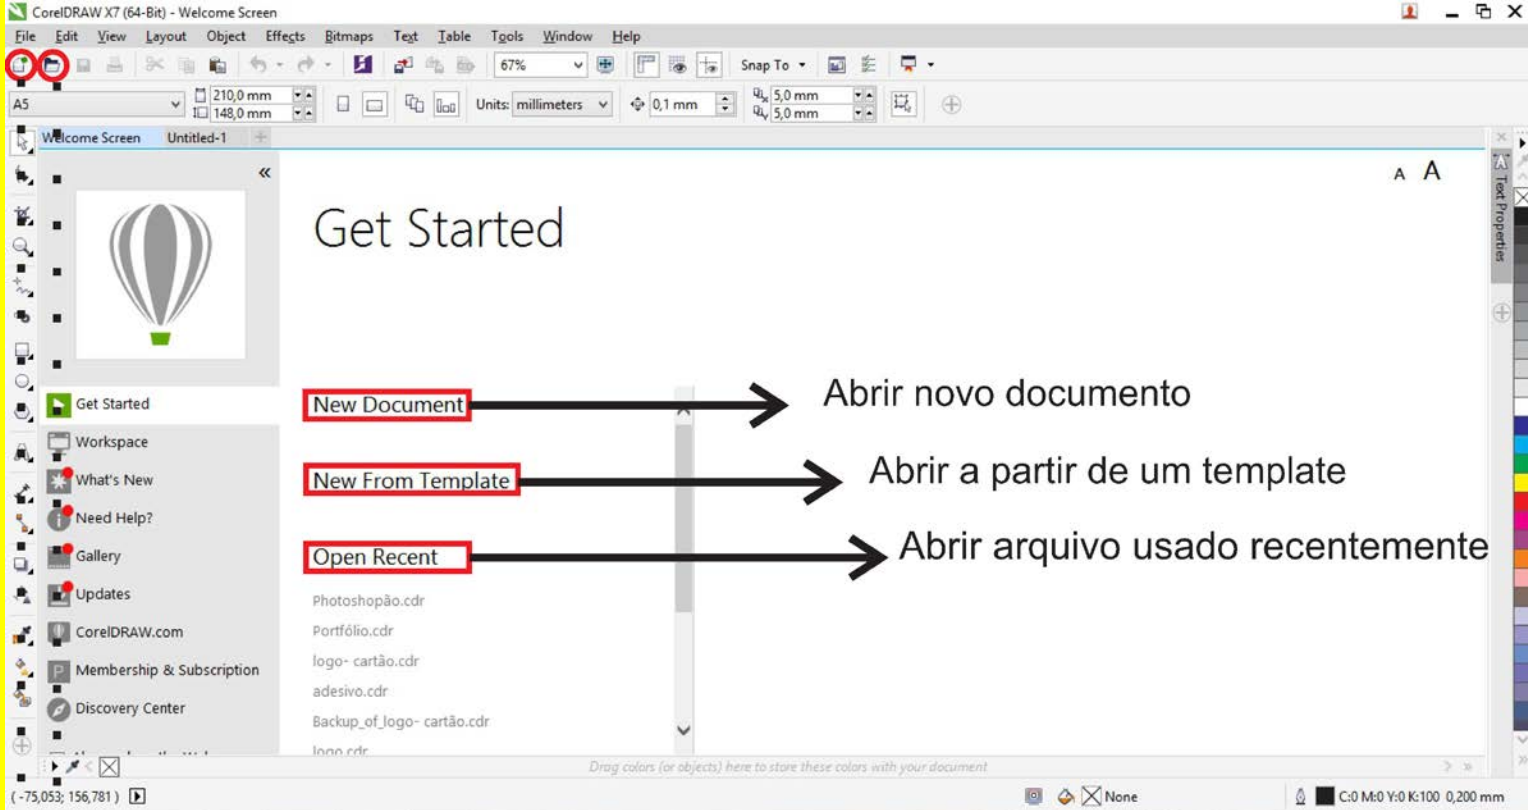 CorelDRAW X7 (64-Bit) - Welcome Screen
File Edit View Layout Object Effects Bitmaps Text Table Tools Window Help
67% Snap To
A5 210,0 mm 148,0 mm Units: millimeters 0,1 mm 5,0 mm 5,0 mm
Welcome Screen Untitled-1
A A
Text Properties
Get Started
New Document
Abrir novo documento
New From Template
Abrir a partir de um template
Open Recent
Abrir arquivo usado recentemente
Photoshopão.cdr
Portfólio.cdr
logo- cartão.cdr
adesivo.cdr
Backup_of_logo- cartão.cdr
logo.cdr
Get Started
Workspace
What's New
Need Help?
Gallery
Updates
CorelDRAW.com
Membership & Subscription
Discovery Center
Drag colors (or objects) here to store these colors with your document
( -75,053; 156,781 ) None C:0 M:0 Y:0 K:100 0,200 mm